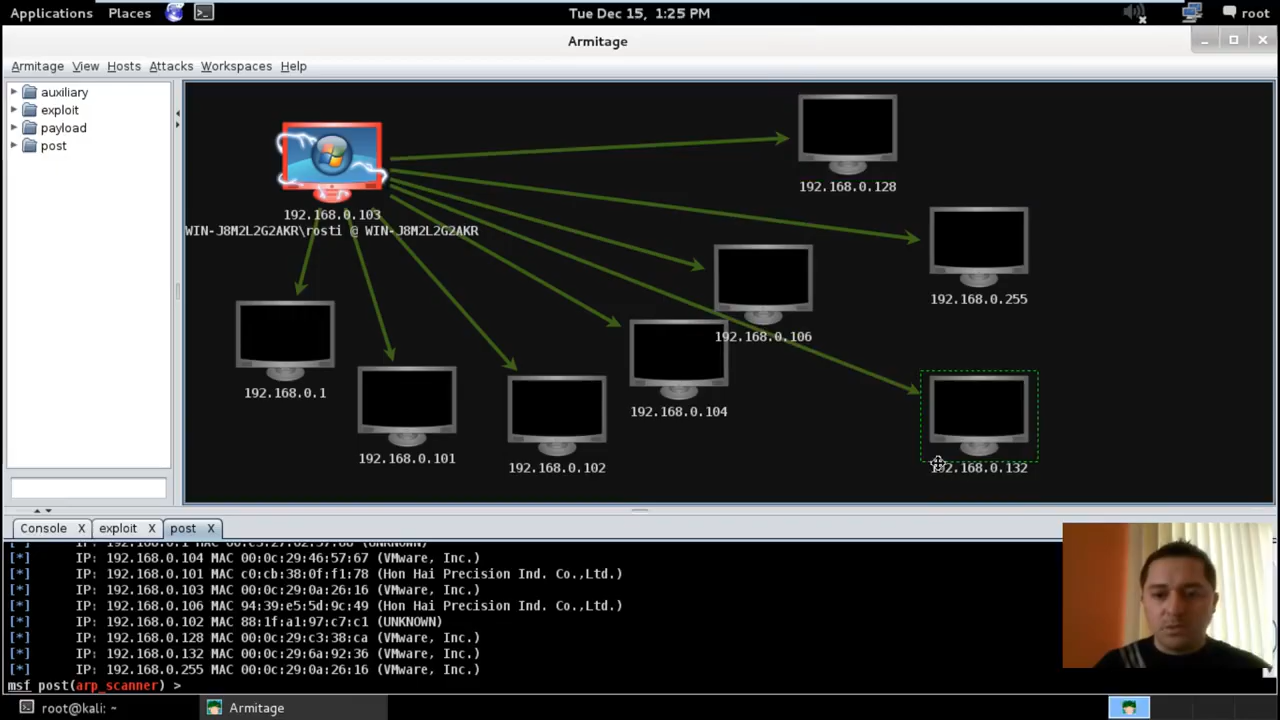 Applications Places Tue Dec 15, 1:25 PM root
Armitage
Armitage View Hosts Attacks Workspaces Help
auxiliary
exploit
payload
post
192.168.0.128
192.168.0.103
WIN-J8M2L2G2AKR\rosti @ WIN-J8M2L2G2AKR
192.168.0.255
192.168.0.106
192.168.0.1
192.168.0.104
192.168.0.101
192.168.0.102
192.168.0.132
Console X exploit X post X
[*] IP: 192.168.0.104 MAC 00:0c:29:46:57:67 (VMware, Inc.)
[*] IP: 192.168.0.101 MAC c0:cb:38:0f:f1:78 (Hon Hai Precision Ind. Co.,Ltd.)
[*] IP: 192.168.0.103 MAC 00:0c:29:0a:26:16 (VMware, Inc.)
[*] IP: 192.168.0.106 MAC 94:39:e5:5d:9c:49 (Hon Hai Precision Ind. Co.,Ltd.)
[*] IP: 192.168.0.102 MAC 88:1f:a1:97:c7:c1 (UNKNOWN)
[*] IP: 192.168.0.128 MAC 00:0c:29:c3:38:ca (VMware, Inc.)
[*] IP: 192.168.0.132 MAC 00:0c:29:6a:92:36 (VMware, Inc.)
[*] IP: 192.168.0.255 MAC 00:0c:29:0a:26:16 (VMware, Inc.)
msf post(arp_scanner) >
root@kali: ~ Armitage